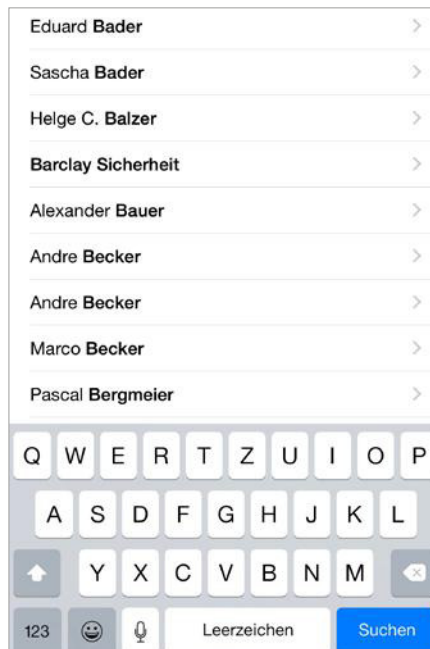 Eduard Bader
Sascha Bader
Helge C. Balzer
Barclay Sicherheit
Alexander Bauer
Andre Becker
Andre Becker
Marco Becker
Pascal Bergmeier
Q W E R T Z U I O P
A S D F G H J K L
Y X C V B N M
123 Leerzeichen Suchen